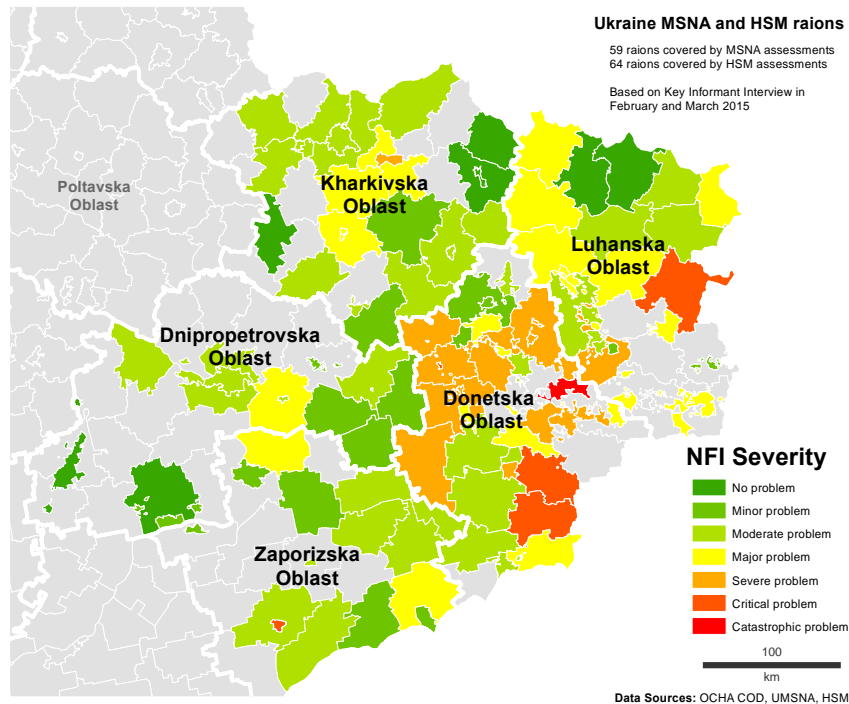 Ukraine MSNA and HSM raions
59 raions covered by MSNA assessments
64 raions covered by HSM assessments
Based on Key Informant Interview in
February and March 2015
Poltavska
Oblast
Kharkivska
Oblast
Luhanska
Oblast
Dnipropetrovska
Oblast
Donetska
Oblast
Zaporizska
Oblast
NFI Severity
No problem
Minor problem
Moderate problem
Major problem
Severe problem
Critical problem
Catastrophic problem
100
km
Data Sources: OCHA COD, UMSNA, HSM